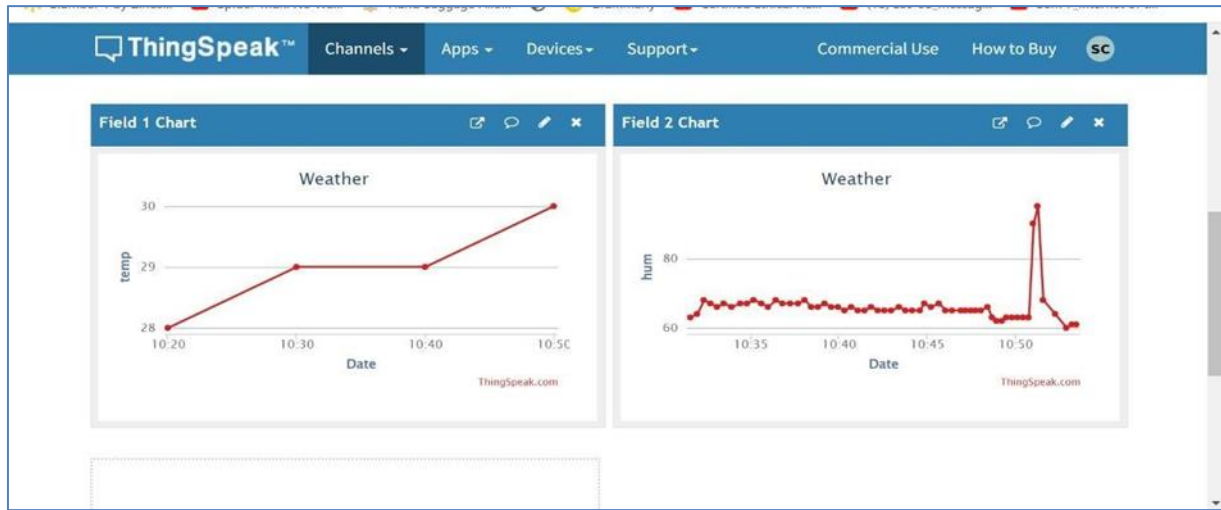 ThingSpeak™ Channels Apps Devices Support Commercial Use How to Buy SC
Field 1 Chart
Weather
30
29
28
temp
10:20 10:30 10:40 10:50
Date
ThingSpeak.com
Field 2 Chart
Weather
80
60
hum
10:35 10:40 10:45 10:50
Date
ThingSpeak.com